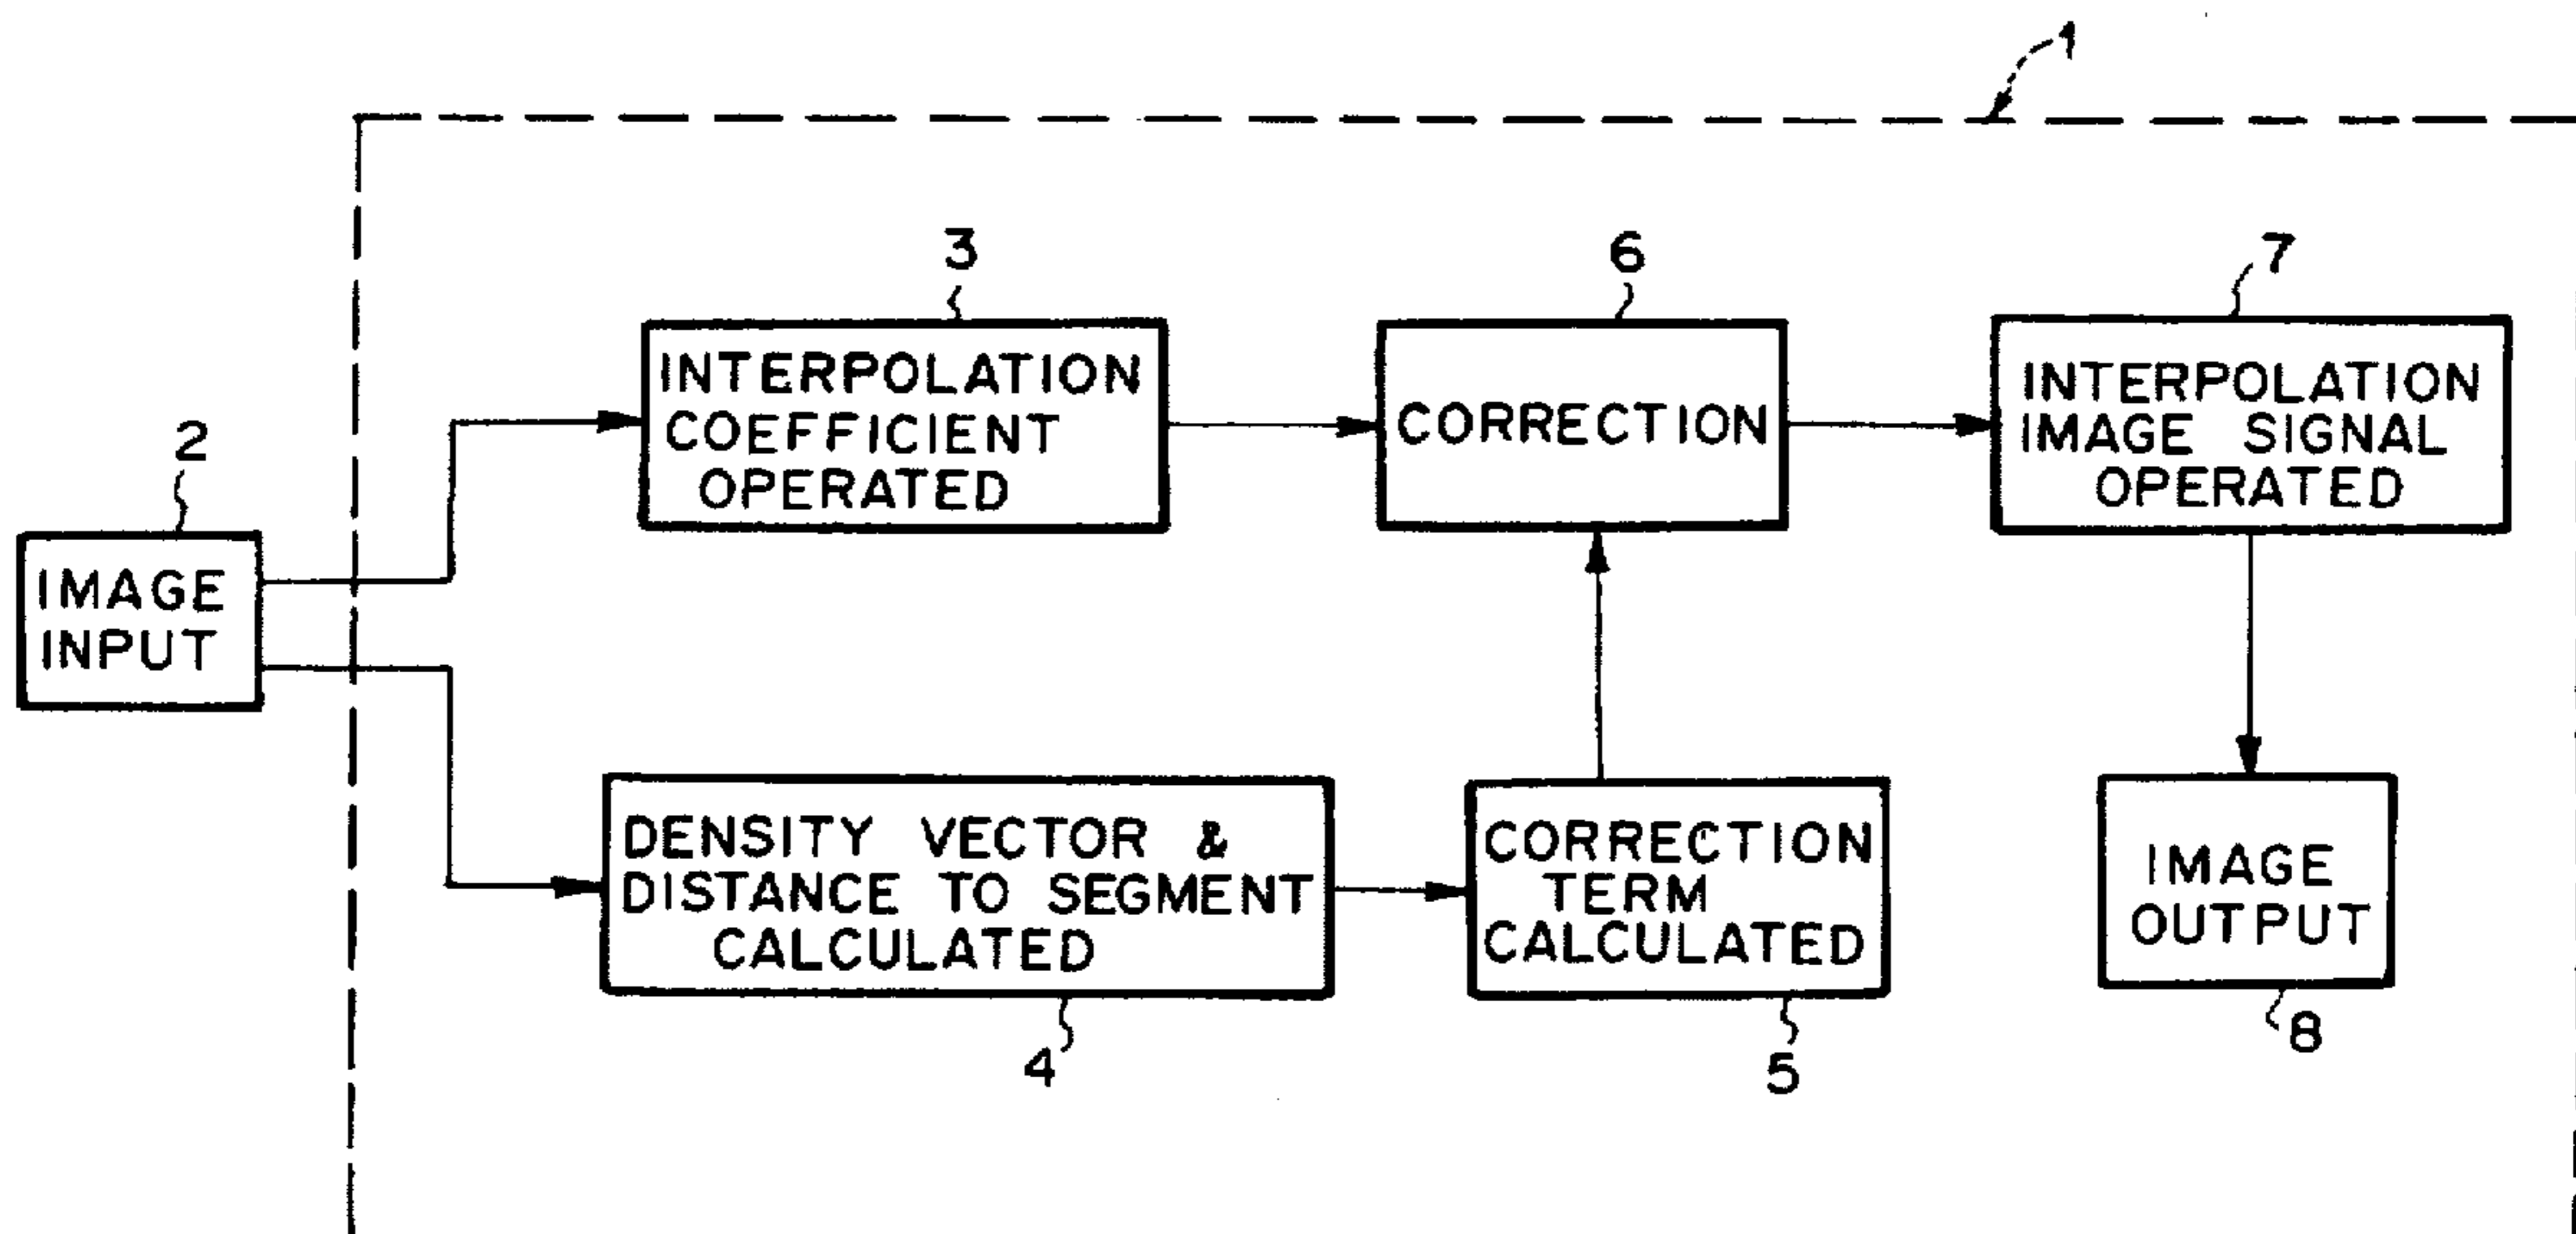 1
2
IMAGE
INPUT
3
INTERPOLATION
COEFFICIENT
OPERATED
6
CORRECTION
7
INTERPOLATION
IMAGE SIGNAL
OPERATED
DENSITY VECTOR &
DISTANCE TO SEGMENT
CALCULATED
4
CORRECTION
TERM
CALCULATED
5
IMAGE
OUTPUT
8